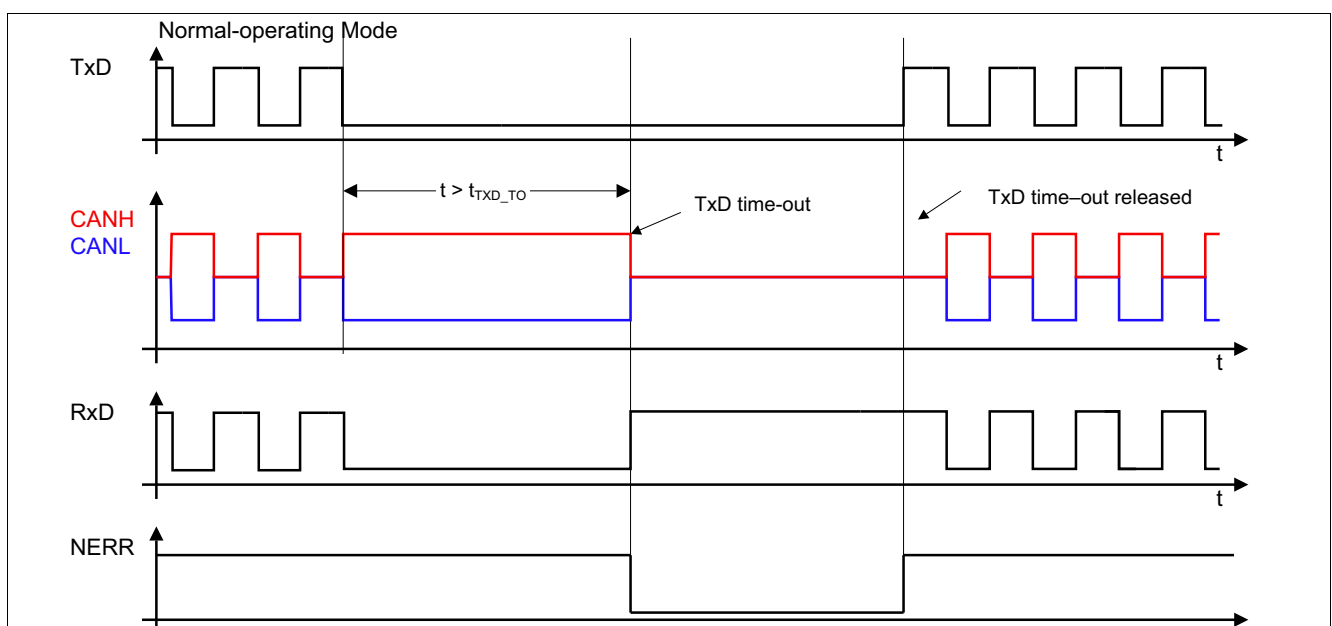 Normal-operating Mode
TxD
t
t > tTXD_TO
TxD time-out
TxD time–out released
CANH
CANL
t
RxD
t
NERR